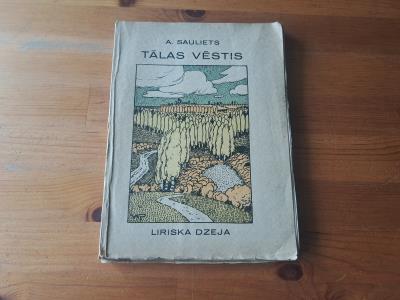 A. SAULIETS
TĀLAS VĒSTIS
LIRISKA DZEJA